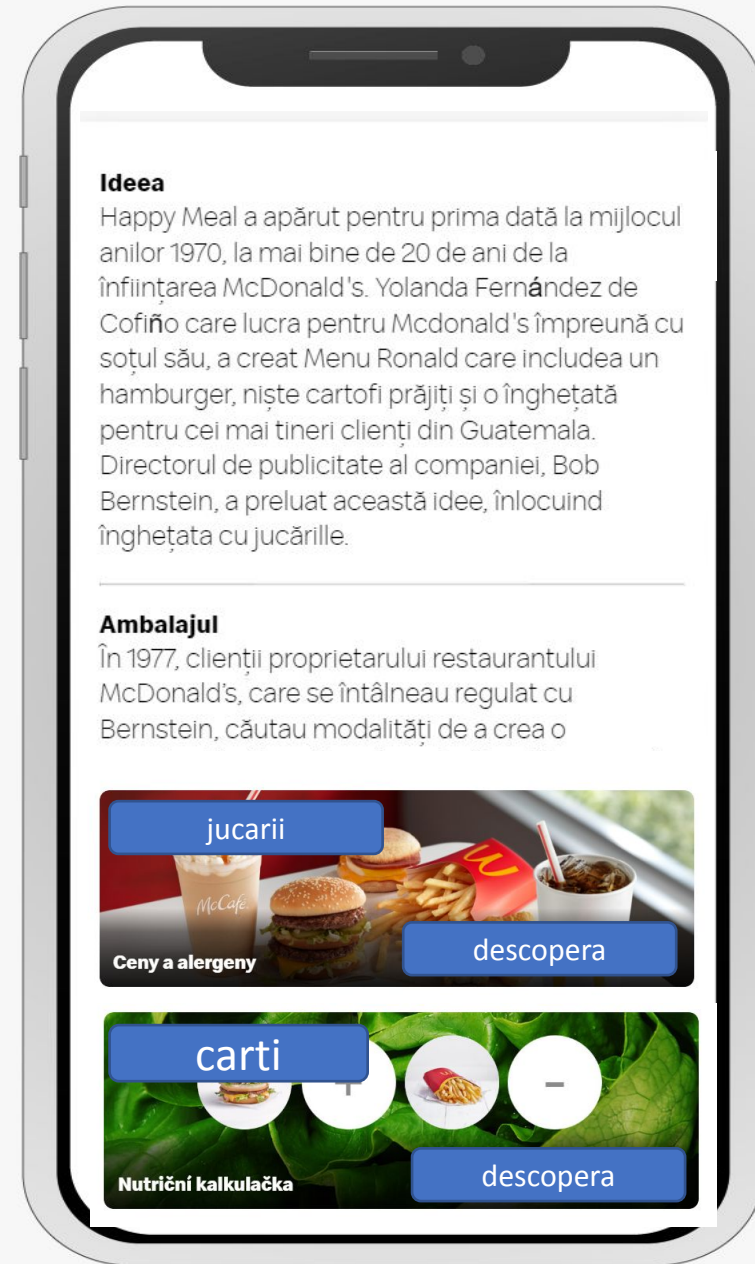 Ideea
Happy Meal a apărut pentru prima dată la mijlocul
anilor 1970, la mai bine de 20 de ani de la
înființarea McDonald's. Yolanda Fernández de
Cofiño care lucra pentru Mcdonald's împreună cu
soțul său, a creat Menu Ronald care includea un
hamburger, niște cartofi prăjiți și o înghețată
pentru cei mai tineri clienți din Guatemala.
Directorul de publicitate al companiei, Bob
Bernstein, a preluat această idee, înlocuind
înghețata cu jucărille.
Ambalajul
În 1977, clienții proprietarului restaurantului
McDonald’s, care se întâlneau regulat cu
Bernstein, căutau modalități de a crea o
jucarii
McCafé
descopera
Ceny a alergeny
carti
+
-
descopera
Nutriční kalkulačka